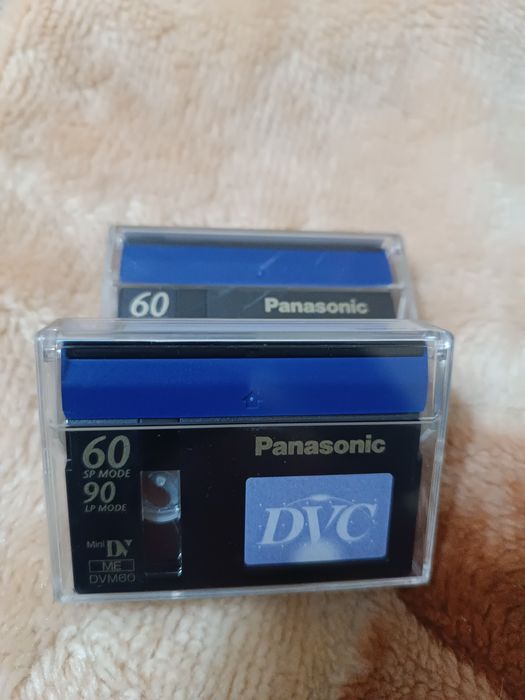 60
Panasonic
60
SP MODE
90
LP MODE
Panasonic
DVC
Mini DV
ME
DVM60